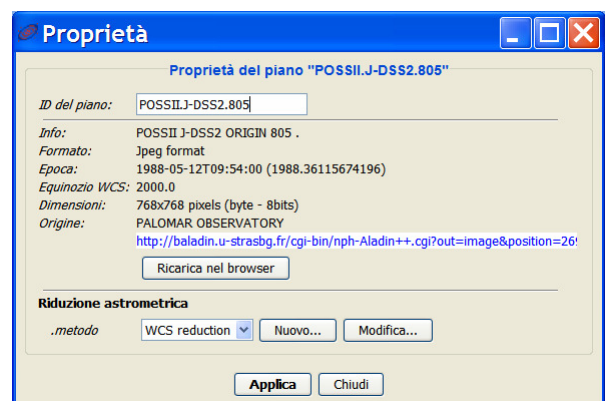 Proprietà
Proprietà del piano "POSSII.J-DSS2.805"
ID del piano: POSSII.J-DSS2.805
Info: POSSII J-DSS2 ORIGIN 805 .
Formato: Jpeg format
Epoca: 1988-05-12T09:54:00 (1988.36115674196)
Equinozio WCS: 2000.0
Dimensioni: 768x768 pixels (byte - 8bits)
Origine: PALOMAR OBSERVATORY
http://baladin.u-strasbg.fr/cgi-bin/nph-Aladin++.cgi?out=image&position=269
Ricarica nel browser
Riduzione astrometrica
.metodo WCS reduction Nuovo... Modifica...
Applica Chiudi